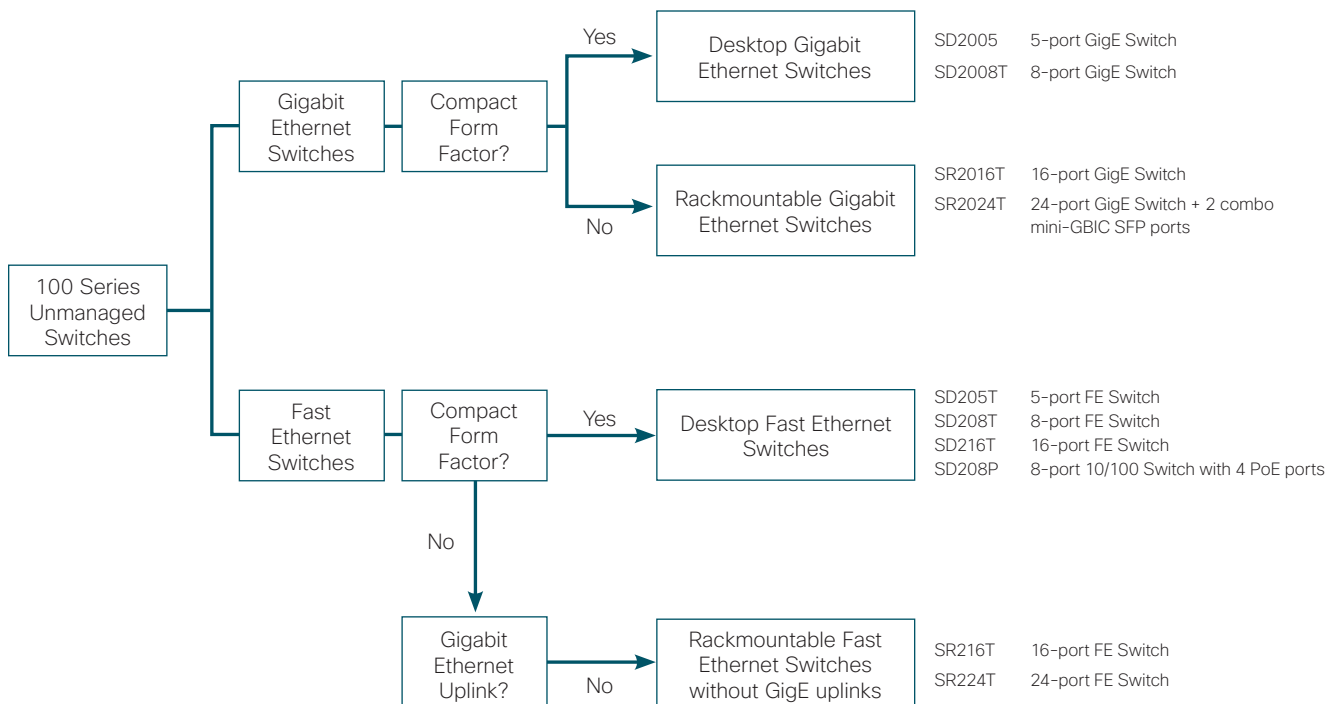 Yes
Desktop Gigabit
Ethernet Switches
SD2005 5-port GigE Switch
SD2008T 8-port GigE Switch
Gigabit
Ethernet
Switches
Compact
Form
Factor?
No
Rackmountable Gigabit
Ethernet Switches
SR2016T 16-port GigE Switch
SR2024T 24-port GigE Switch + 2 combo
mini-GBIC SFP ports
100 Series
Unmanaged
Switches
Fast
Ethernet
Switches
Compact
Form
Factor?
Yes
Desktop Fast Ethernet
Switches
SD205T 5-port FE Switch
SD208T 8-port FE Switch
SD216T 16-port FE Switch
SD208P 8-port 10/100 Switch with 4 PoE ports
No
Gigabit
Ethernet
Uplink?
No
Rackmountable Fast
Ethernet Switches
without GigE uplinks
SR216T 16-port FE Switch
SR224T 24-port FE Switch